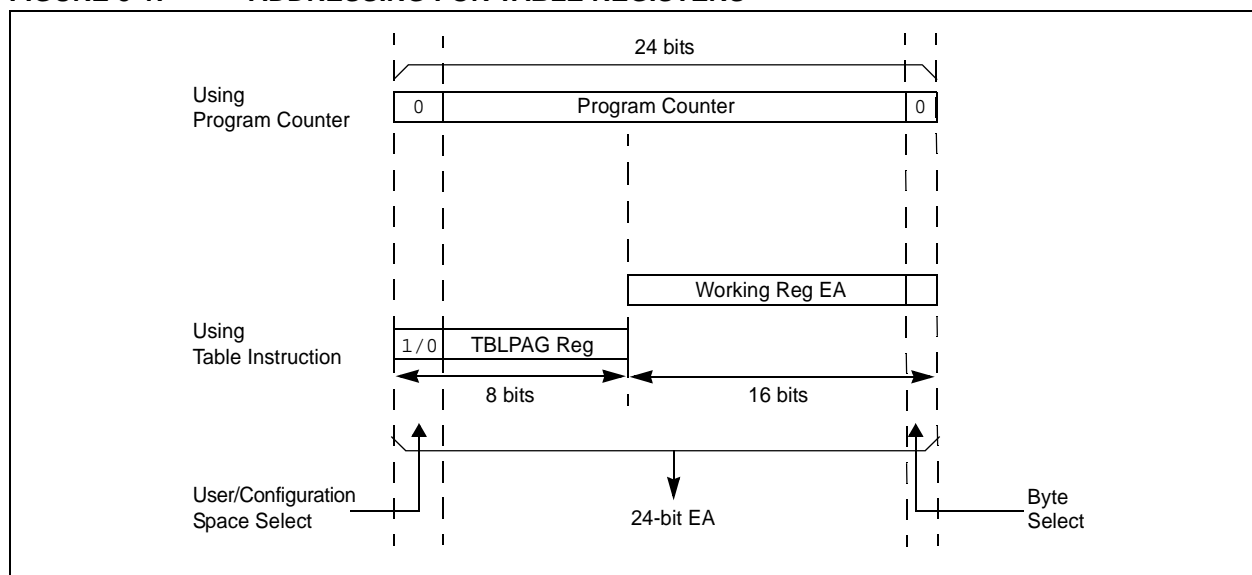 24 bits
Using
Program Counter
0
Program Counter
0
Working Reg EA
Using
Table Instruction
1/0
TBLPAG Reg
8 bits
16 bits
User/Configuration
Space Select
24-bit EA
Byte
Select